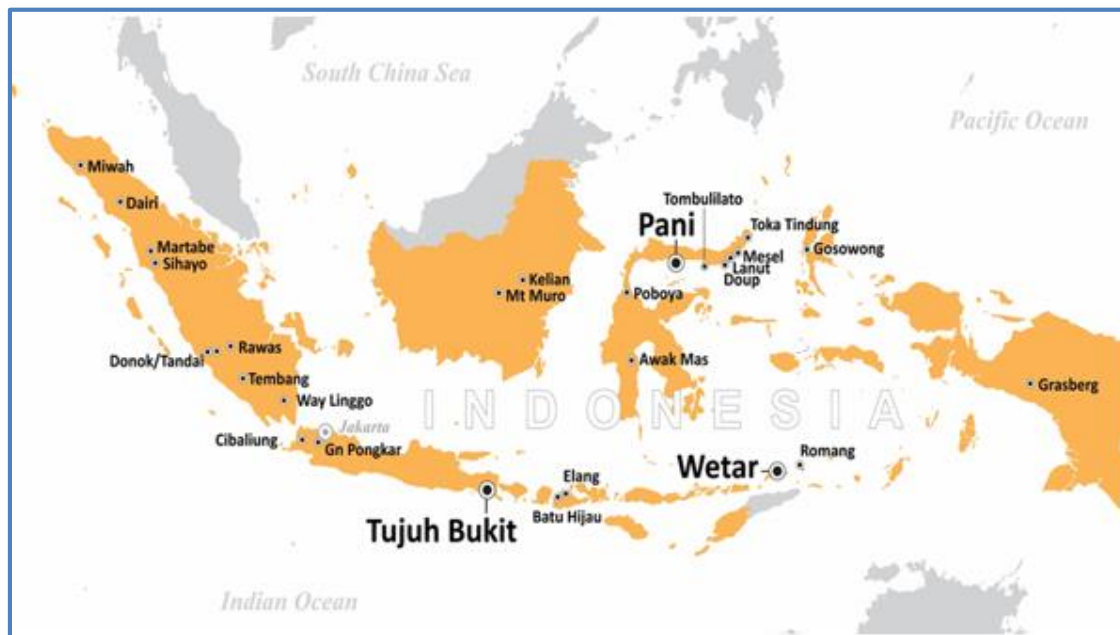 South China Sea
Pacific Ocean
Miwah
Dairi
Martabe
Sihayo
Tombulilato
Pani
Toka Tindung
Mesel
Lanut
Doup
Gosowong
Kelian
Mt Muro
Poboya
Rawas
Donok/Tandai
Tembang
Awak Mas
Way Linggo
Grasberg
INDONESIA
Jakarta
Cibaliung
Gn Pongkar
Wetar
Romang
Elang
Batu Hijau
Tujuh Bukit
Indian Ocean